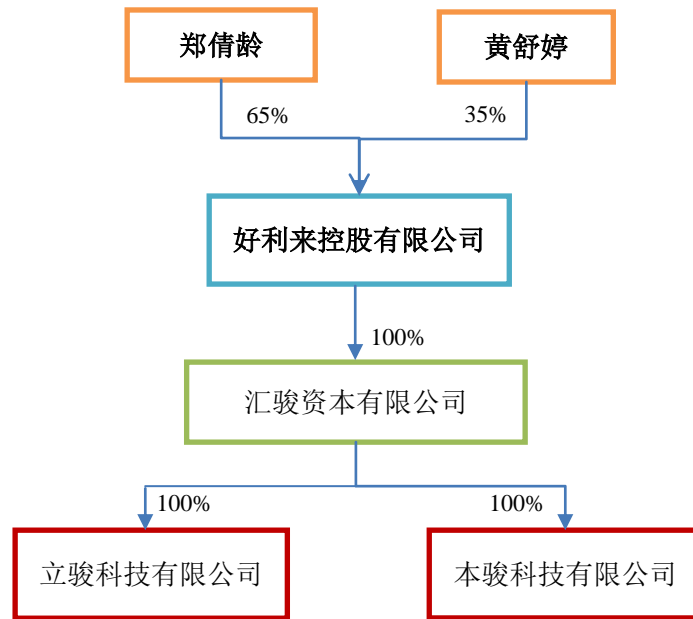 郑倩龄
黄舒婷
65%
35%
好利来控股有限公司
100%
汇骏资本有限公司
100%
100%
立骏科技有限公司
本骏科技有限公司